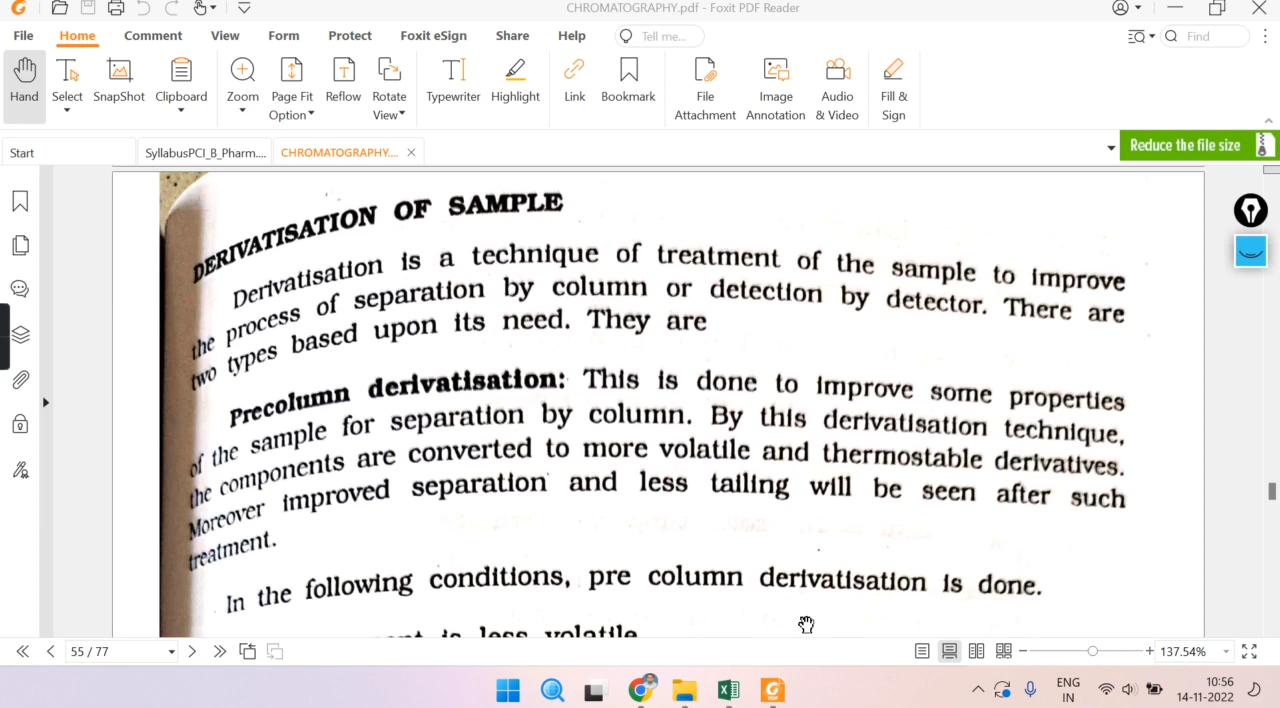 CHROMATOGRAPHY.pdf - Foxit PDF Reader
File Home Comment View Form Protect Foxit eSign Share Help Tell me... Find
Hand Select SnapShot Clipboard Zoom Page Fit Option Reflow Rotate View Typewriter Highlight Link Bookmark File Attachment Image Annotation Audio & Video Fill & Sign
Start SyllabusPCI_B_Pharm.... CHROMATOGRAPHY.... Reduce the file size
DERIVATISATION OF SAMPLE
Derivatisation is a technique of treatment of the sample to improve
the process of separation by column or detection by detector. There are
two types based upon its need. They are
Precolumn derivatisation: This is done to improve some properties
of the sample for separation by column. By this derivatisation technique,
the components are converted to more volatile and thermostable derivatives.
Moreover improved separation and less tailing will be seen after such
treatment.
In the following conditions, pre column derivatisation is done.
is less volatile
55 / 77 137.54%
ENG 10:56
IN 14-11-2022